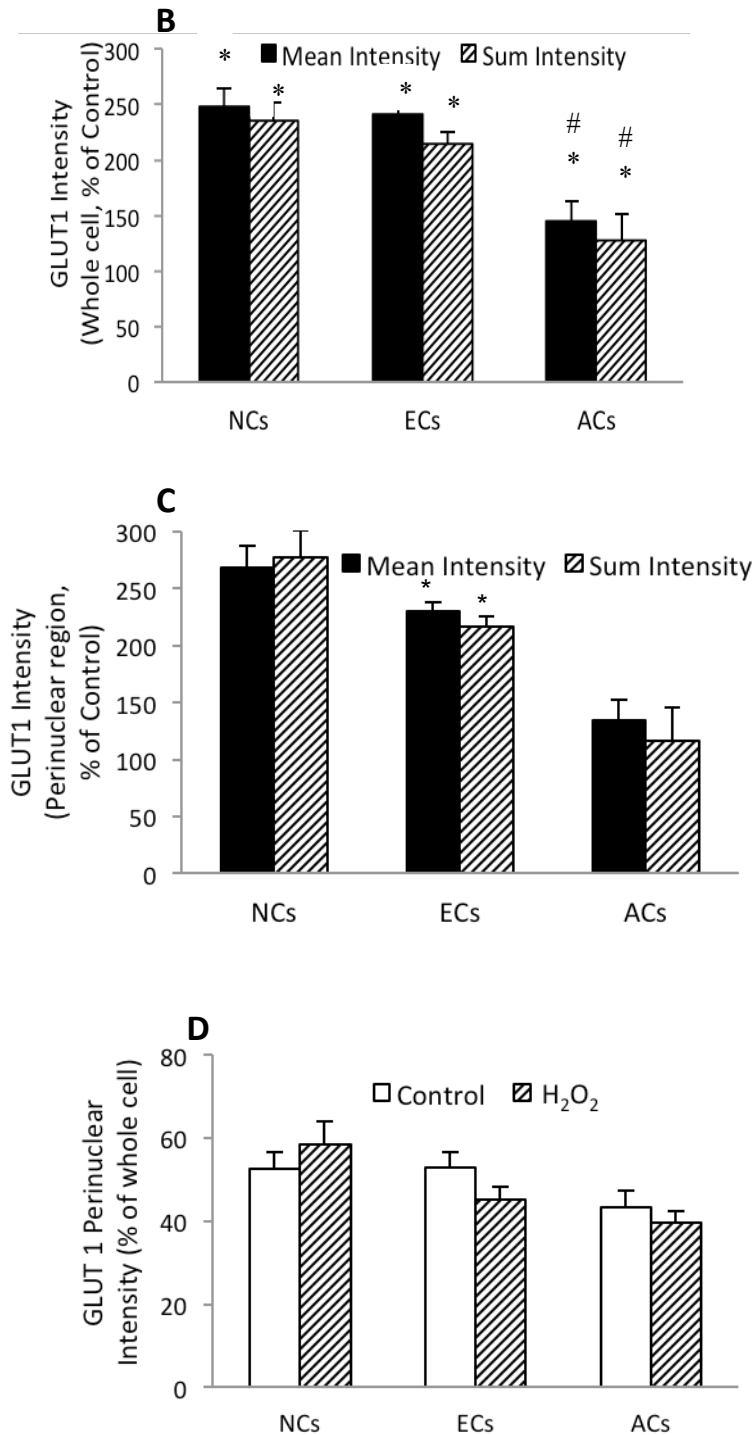 B
300
250
200
150
100
50
0
GLUT1 Intensity
(Whole cell, % of Control)
Mean Intensity
Sum Intensity
*
*
*
*
#
*
#
*
NCs
ECs
ACs
C
300
250
200
150
100
50
0
GLUT1 Intensity
(Perinuclear region,
% of Control)
Mean Intensity
Sum Intensity
*
*
NCs
ECs
ACs
D
80
60
40
20
0
GLUT 1 Perinuclear
Intensity (% of whole cell)
Control
H₂O₂
NCs
ECs
ACs